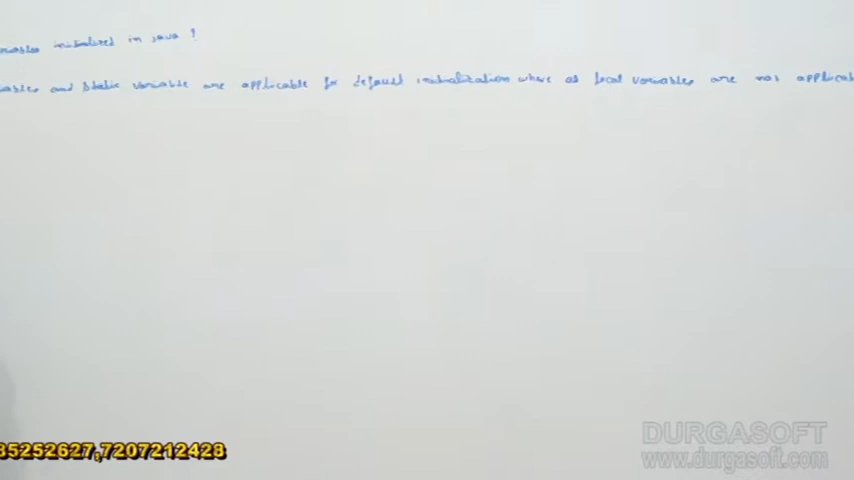 variables initialized in java ?
iables and static variable are applicable for default initialization where as local variables are not applicab
85252627,7207212428
DURGASOFT
www.durgasoft.com